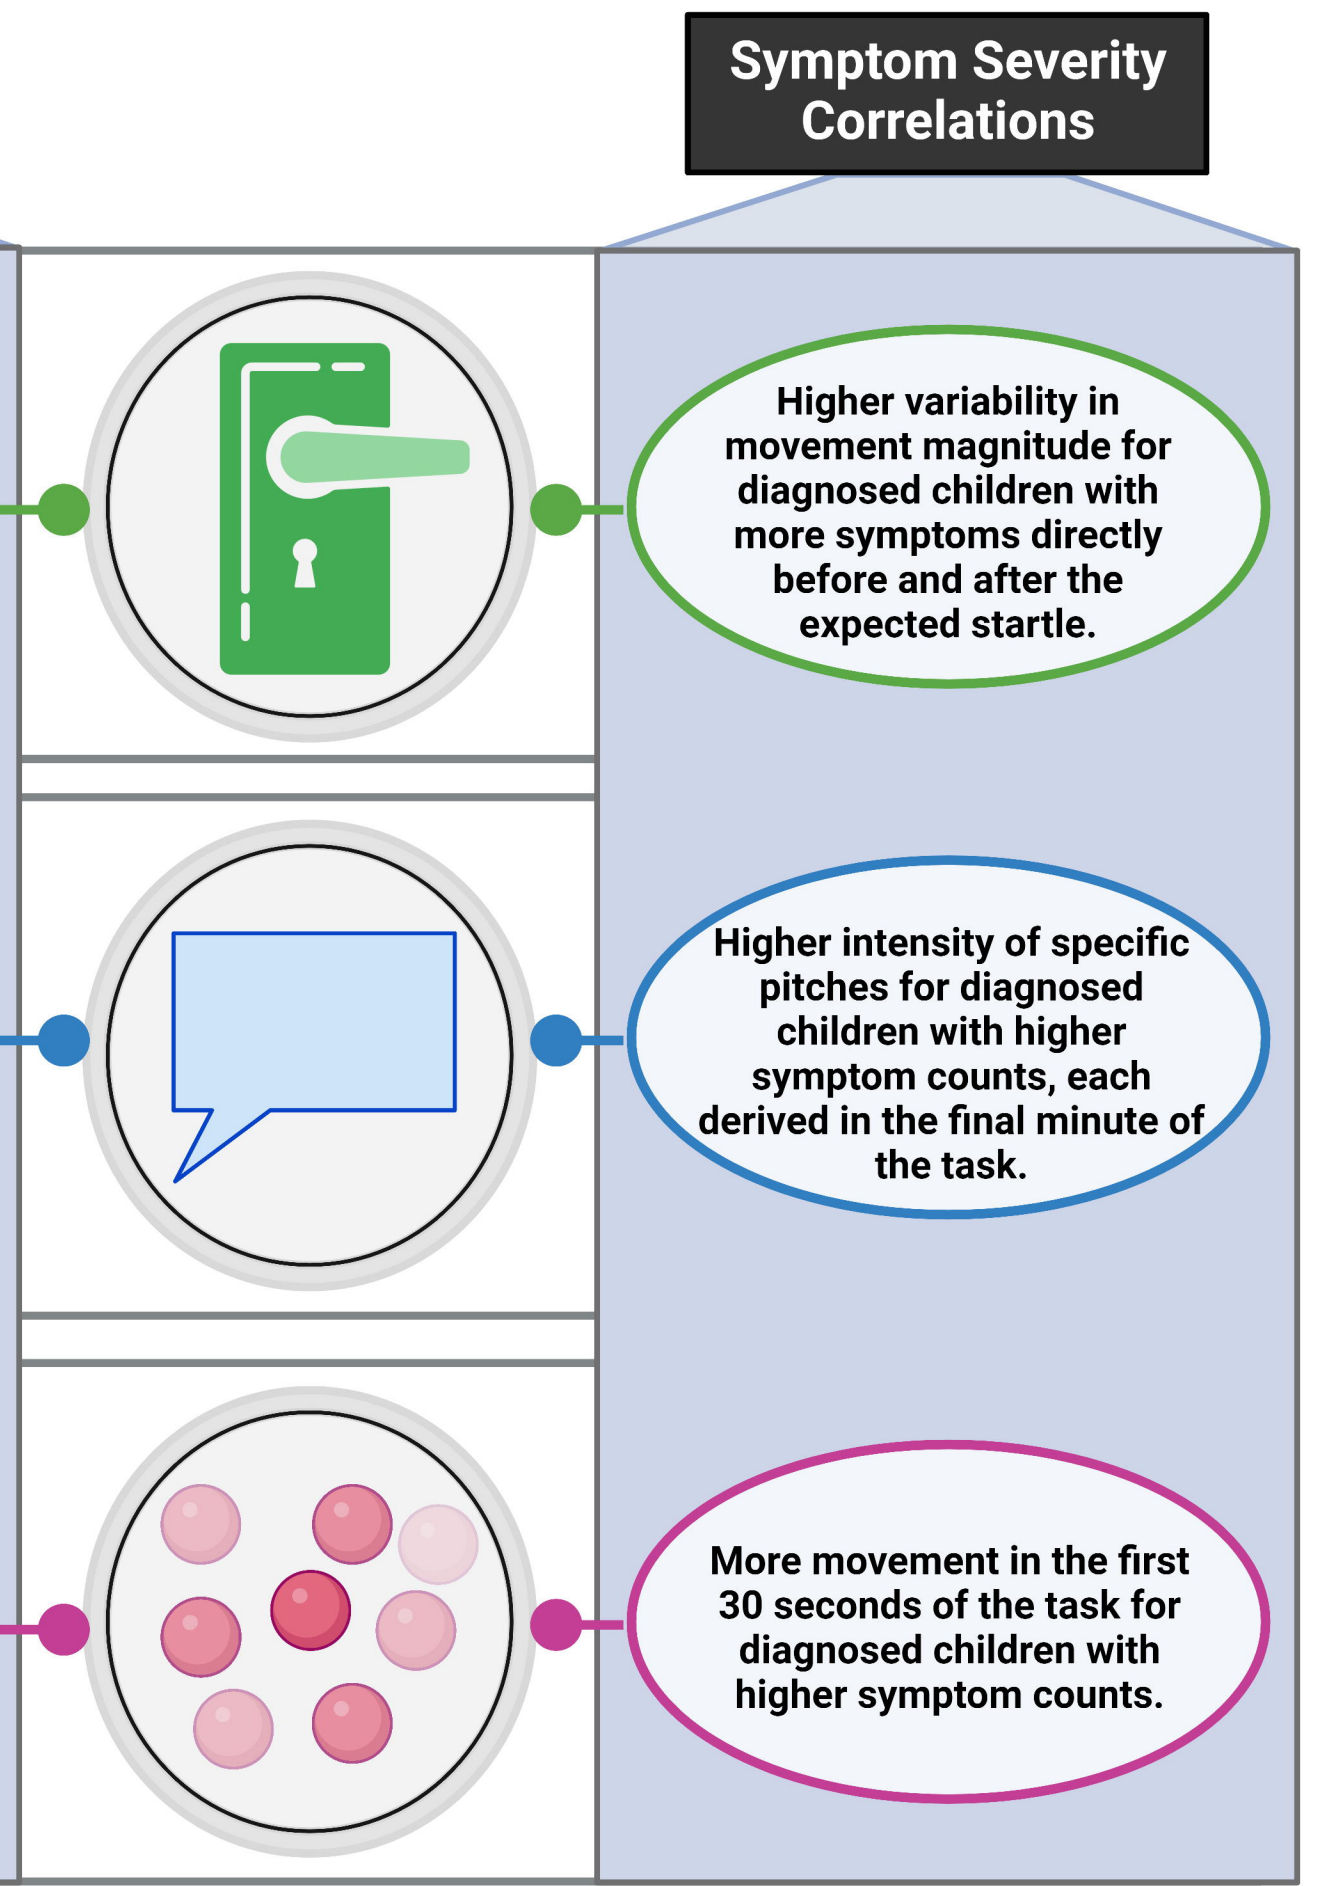 Symptom Severity
Correlations
Higher variability in
movement magnitude for
diagnosed children with
more symptoms directly
before and after the
expected startle.
Higher intensity of specific
pitches for diagnosed
children with higher
symptom counts, each
derived in the final minute of
the task.
More movement in the first
30 seconds of the task for
diagnosed children with
higher symptom counts.